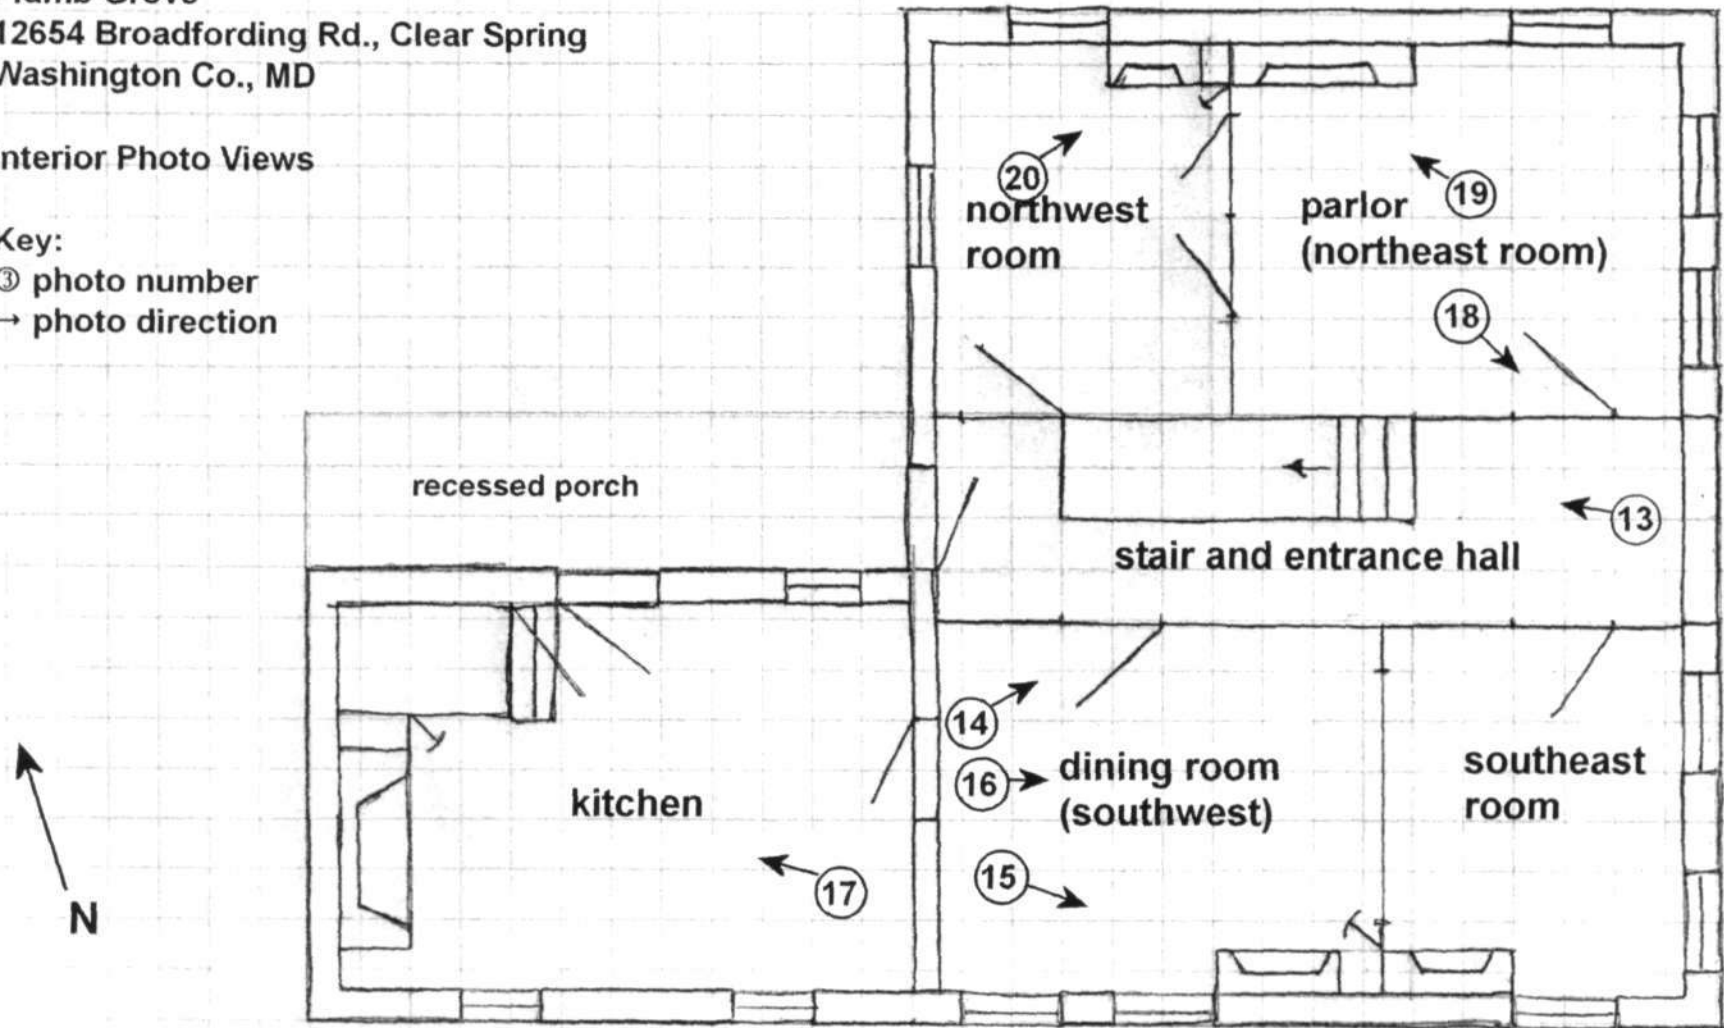 12654 Broadfording Rd., Clear Spring
Washington Co., MD
Interior Photo Views
Key:
③ photo number
→ photo direction
20
northwest
room
19
parlor
(northeast room)
18
recessed porch
13
stair and entrance hall
14
16
dining room
(southwest)
15
southeast
room
kitchen
17
N